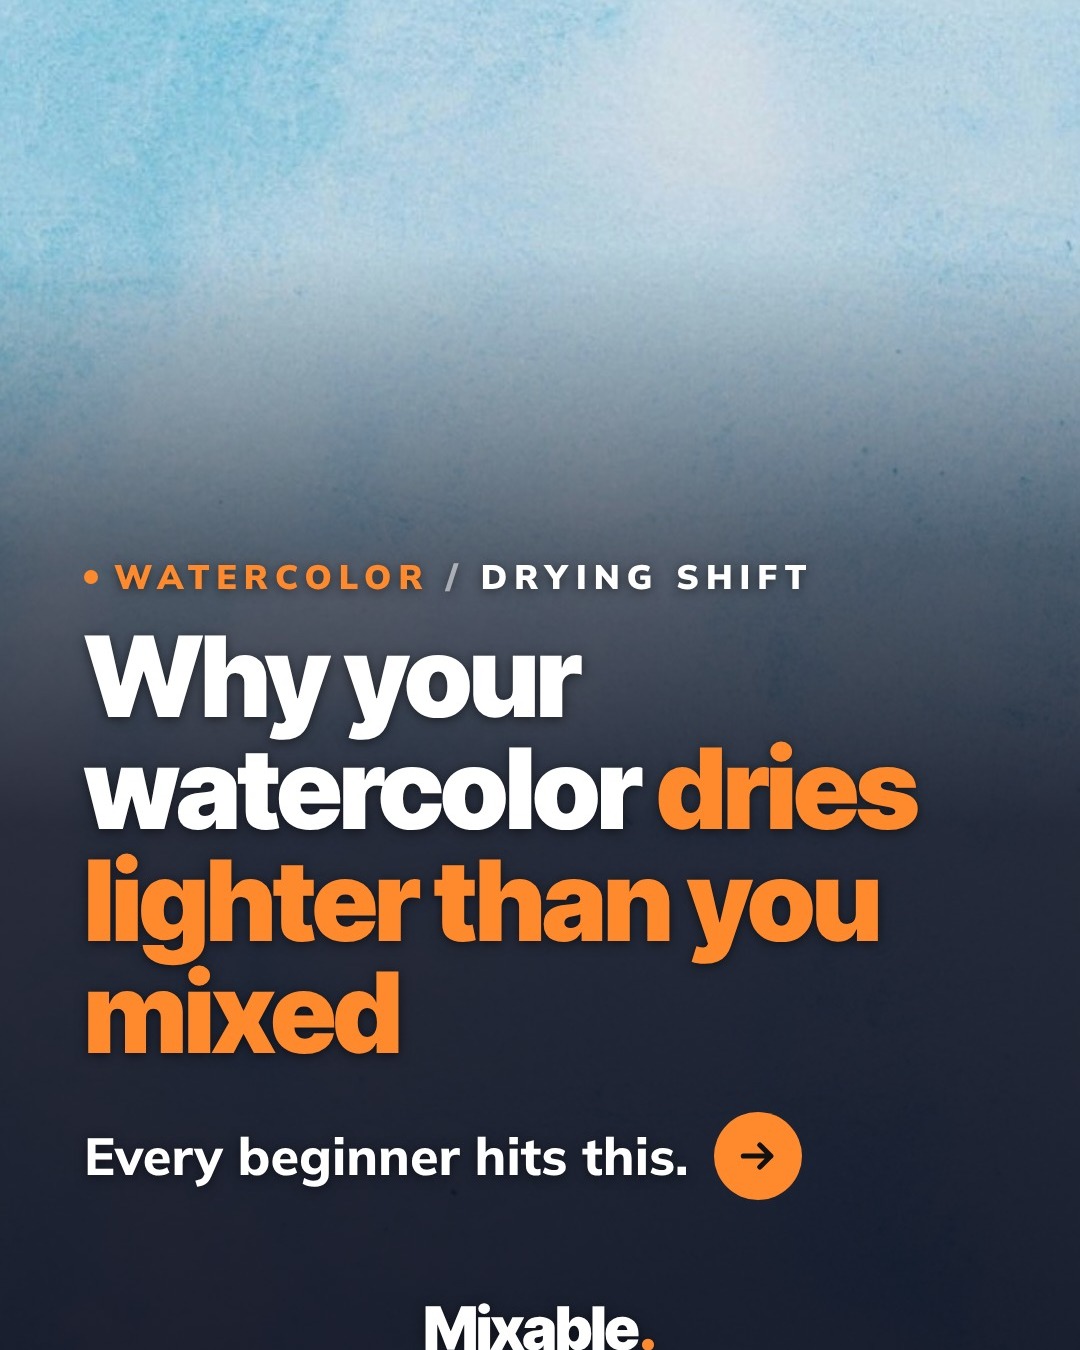 • WATERCOLOR / DRYING SHIFT
Why your
watercolor dries
lighter than you
mixed
Every beginner hits this.
Mixable.